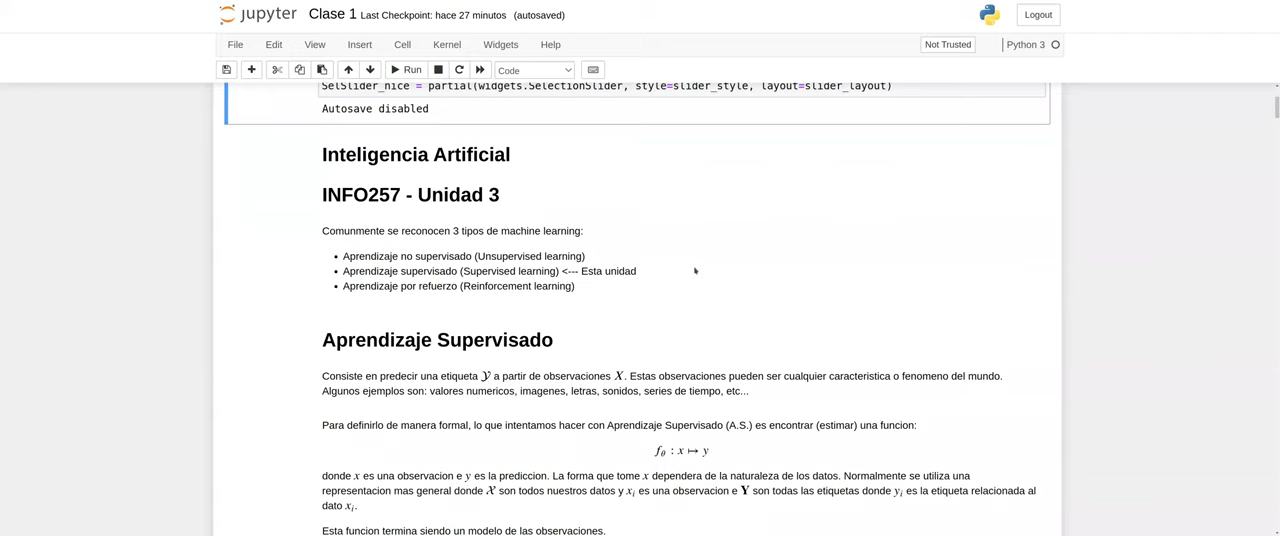 jupyter Clase 1 Last Checkpoint: hace 27 minutos (autosaved)
Logout
File Edit View Insert Cell Kernel Widgets Help
Not Trusted
Python 3
Run
Code
SelSlider_nice = partial(widgets.SelectionSlider, style=slider_style, layout=slider_layout)
Autosave disabled
Inteligencia Artificial
INFO257 - Unidad 3
Comunmente se reconocen 3 tipos de machine learning:
• Aprendizaje no supervisado (Unsupervised learning)
• Aprendizaje supervisado (Supervised learning) <--- Esta unidad
• Aprendizaje por refuerzo (Reinforcement learning)
Aprendizaje Supervisado
Consiste en predecir una etiqueta 𝒴 a partir de observaciones X. Estas observaciones pueden ser cualquier caracteristica o fenomeno del mundo.
Algunos ejemplos son: valores numericos, imagenes, letras, sonidos, series de tiempo, etc...
Para definirlo de manera formal, lo que intentamos hacer con Aprendizaje Supervisado (A.S.) es encontrar (estimar) una funcion:
f_θ : x ↦ y
donde x es una observacion e y es la prediccion. La forma que tome x dependera de la naturaleza de los datos. Normalmente se utiliza una
representacion mas general donde 𝒳 son todos nuestros datos y x_i es una observacion e Y son todas las etiquetas donde y_i es la etiqueta relacionada al
dato x_i.
Esta funcion termina siendo un modelo de las observaciones.